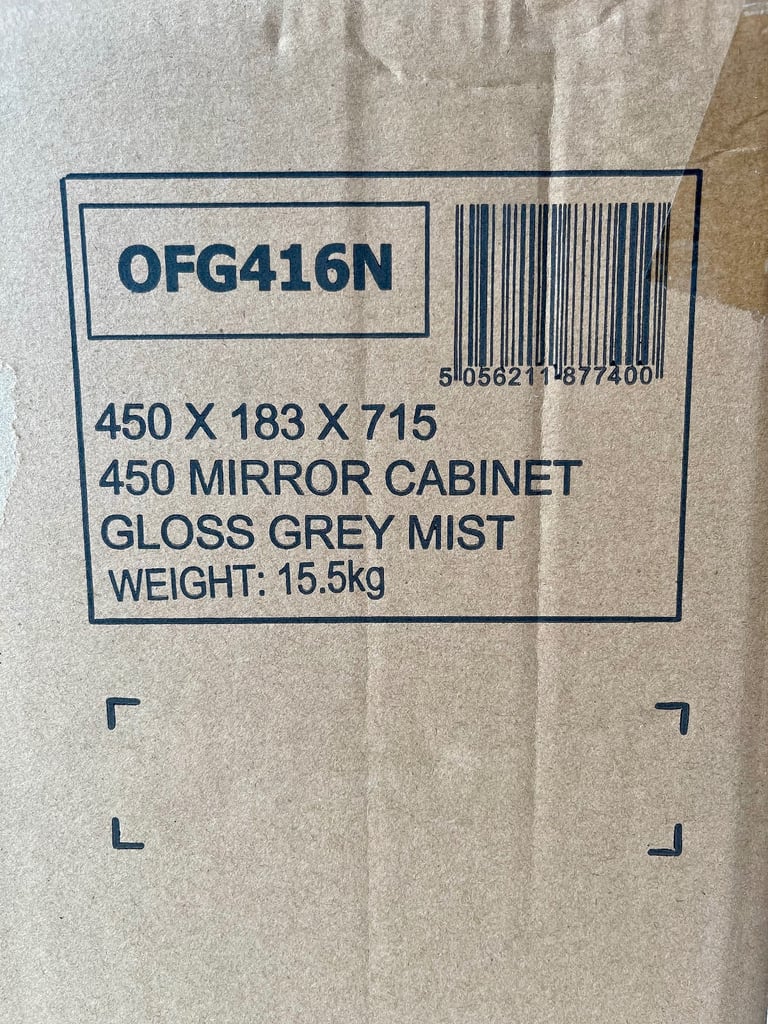 OFG416N
5 056211 877400
450 X 183 X 715
450 MIRROR CABINET
GLOSS GREY MIST
WEIGHT: 15.5kg